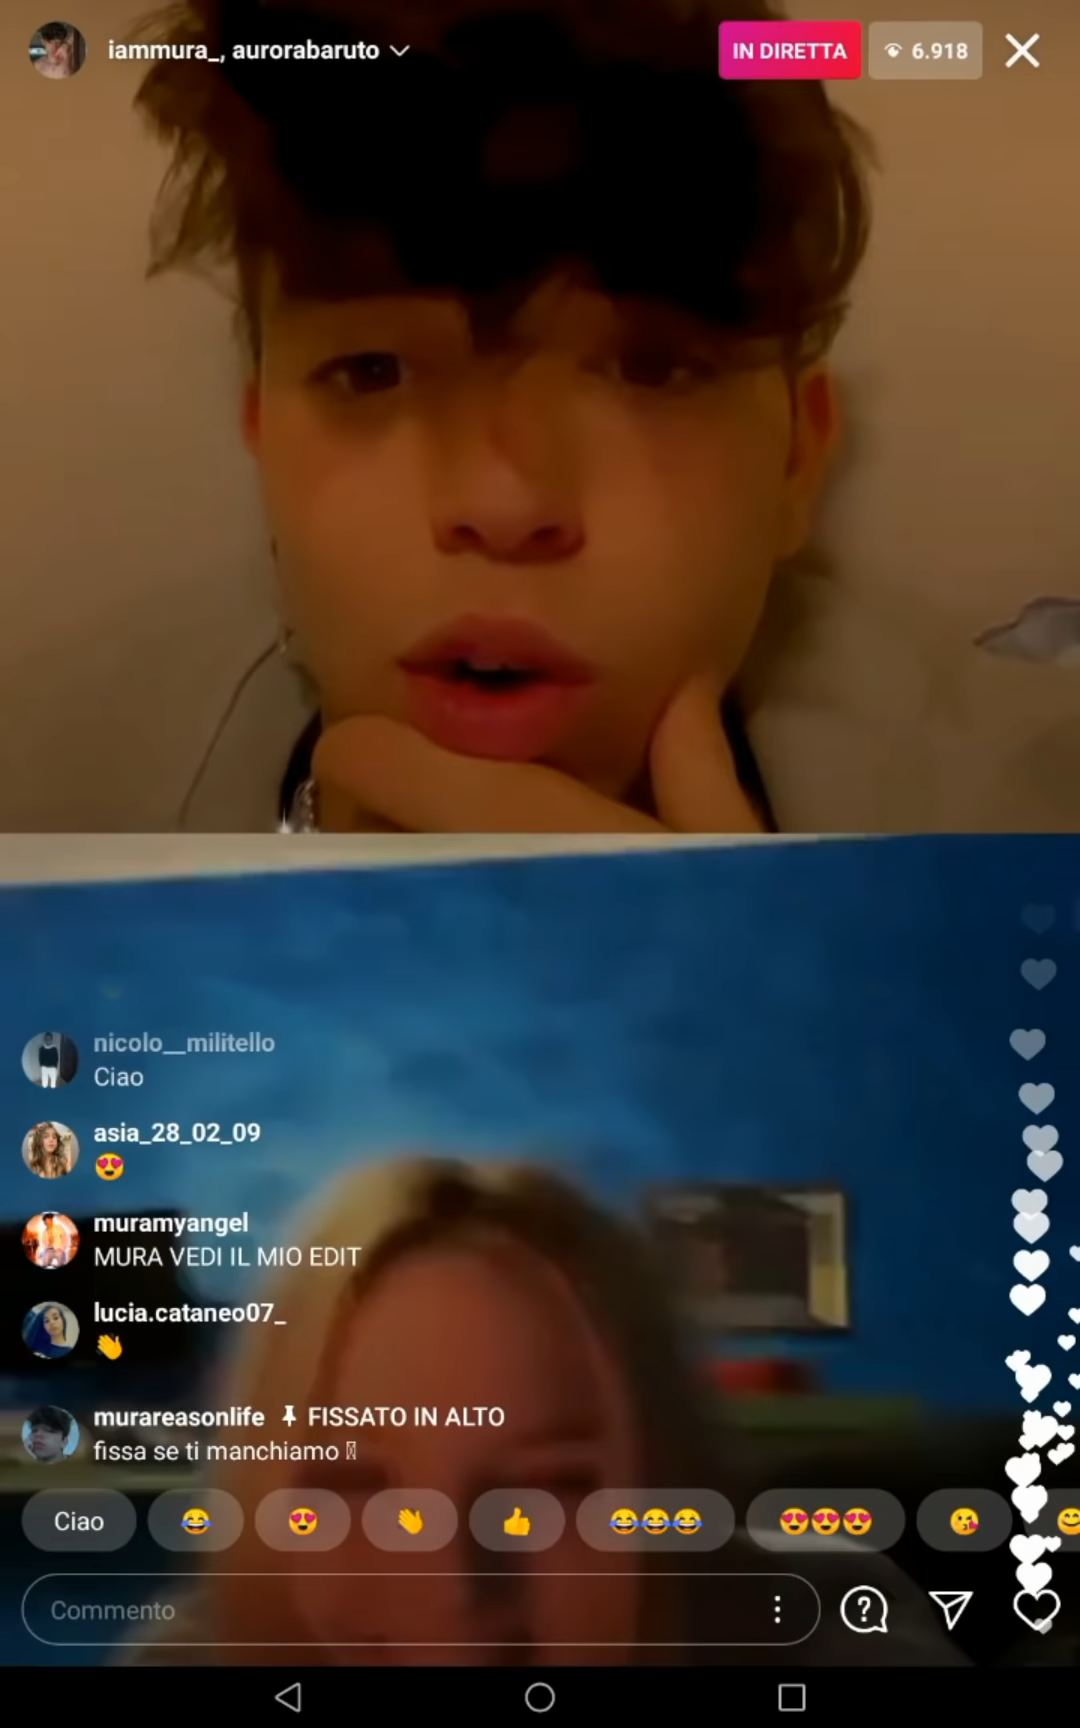 iammura_, aurorabaruto
IN DIRETTA
6.918
nicolo__militello
Ciao
asia_28_02_09
😍
muramyangel
MURA VEDI IL MIO EDIT
lucia.cataneo07_
👋
murareasonlife FISSATO IN ALTO
fissa se ti manchiamo
Ciao 😂 😍 👋 👍 😂😂😂 😍😍😍 😘 😊
Commento